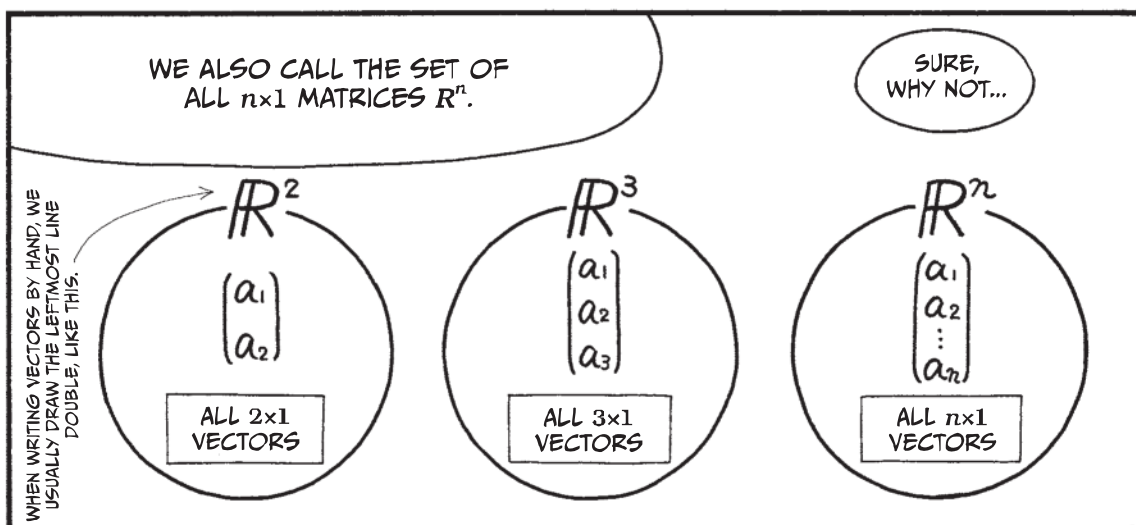 WE ALSO CALL THE SET OF
ALL n×1 MATRICES Rⁿ.
SURE,
WHY NOT...
WHEN WRITING VECTORS BY HAND, WE
USUALLY DRAW THE LEFTMOST LINE
DOUBLE, LIKE THIS.
ℝ²
a₁
a₂
ALL 2×1
VECTORS
ℝ³
a₁
a₂
a₃
ALL 3×1
VECTORS
ℝⁿ
a₁
a₂
⋮
aₙ
ALL n×1
VECTORS